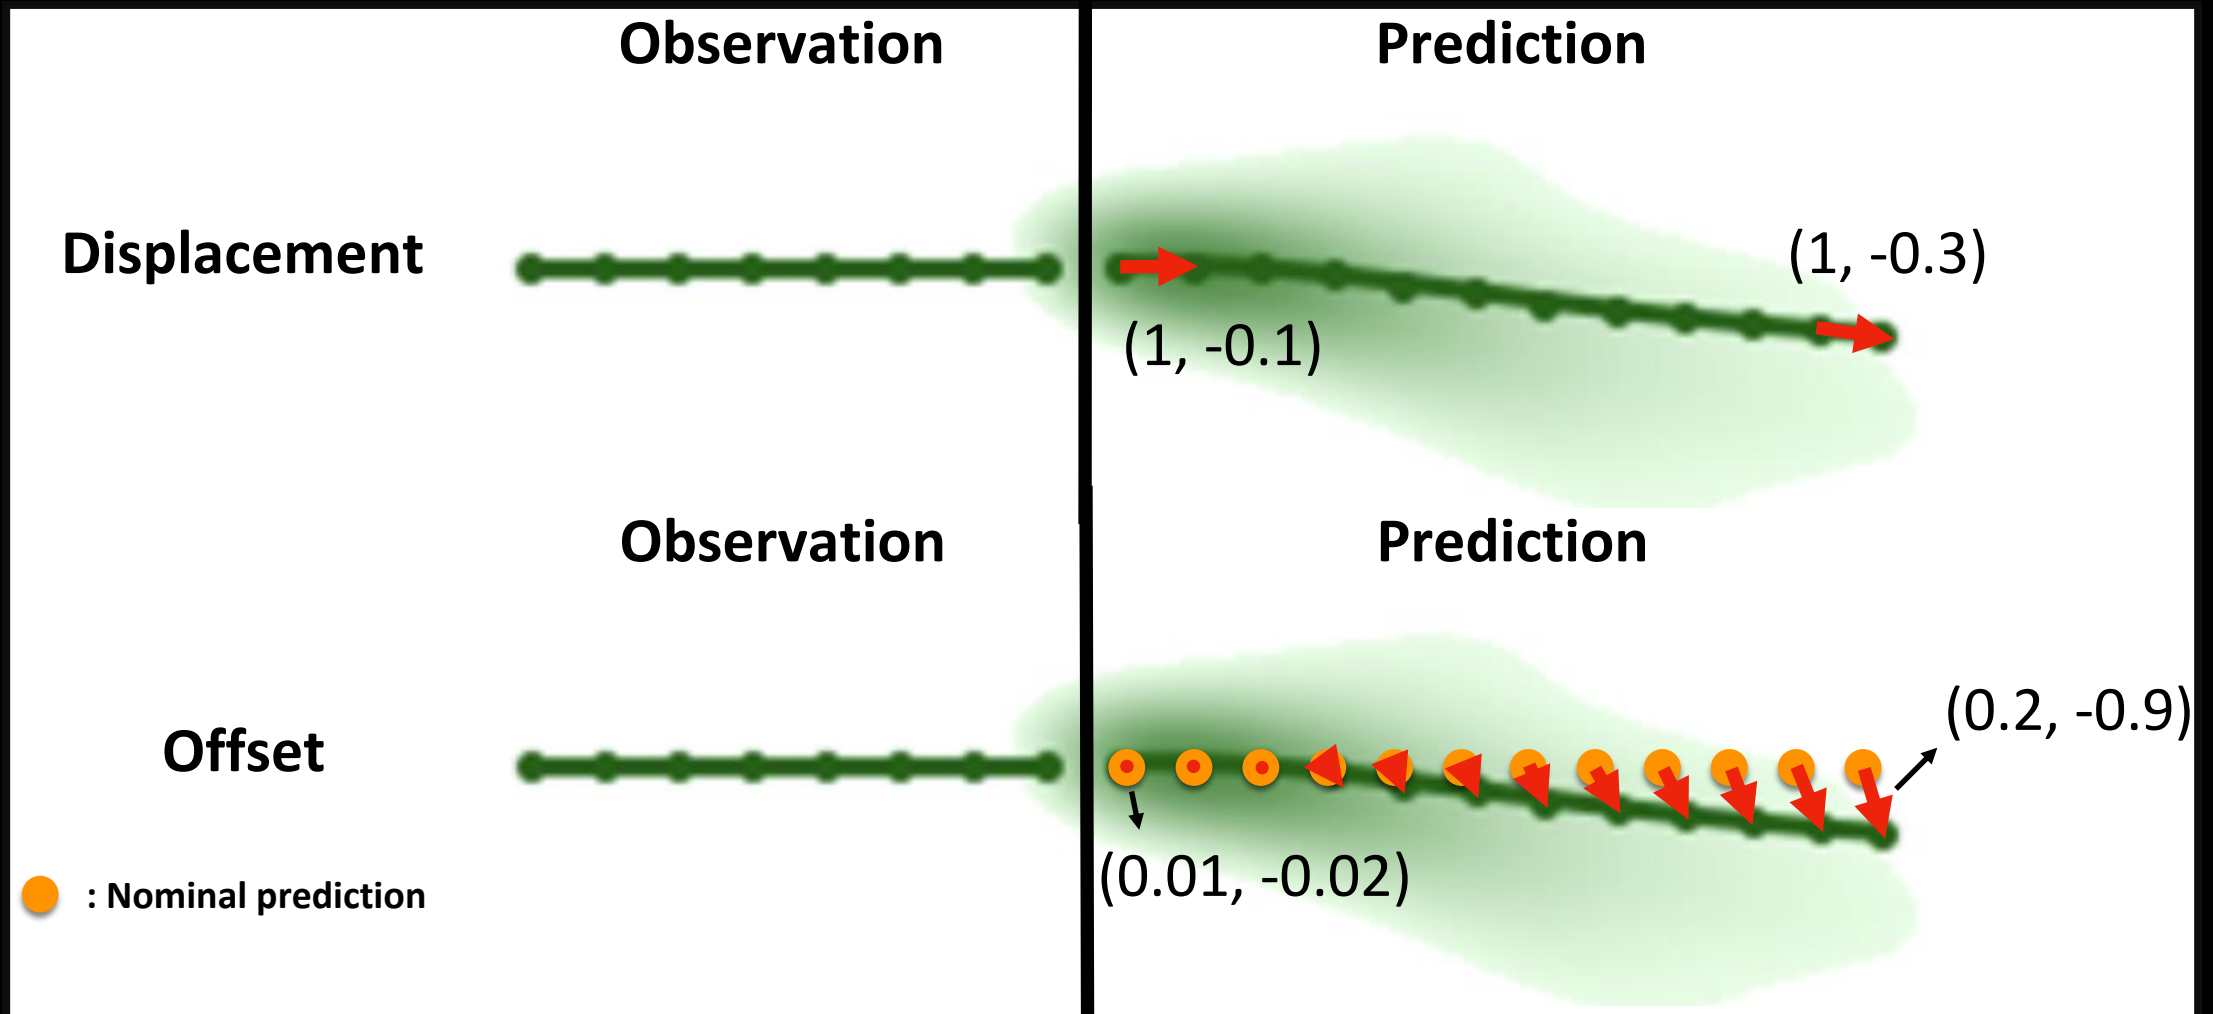 Observation
Prediction
Displacement
(1, -0.3)
(1, -0.1)
Observation
Prediction
Offset
(0.2, -0.9)
(0.01, -0.02)
: Nominal prediction